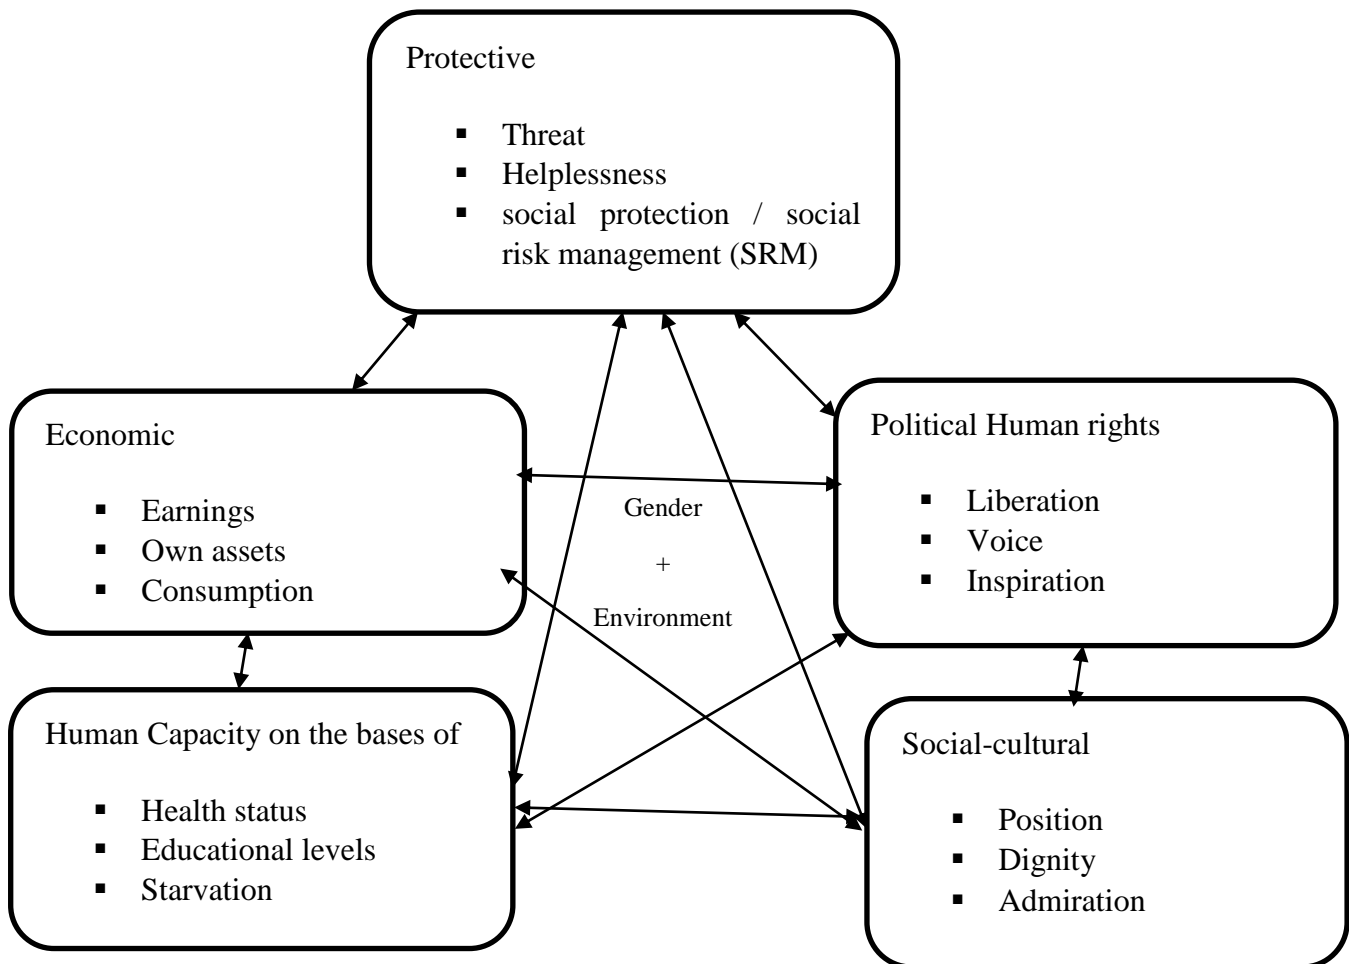 Protective
▪ Threat
▪ Helplessness
▪ social protection / social
risk management (SRM)
Economic
▪ Earnings
▪ Own assets
▪ Consumption
Political Human rights
▪ Liberation
▪ Voice
▪ Inspiration
Gender
+
Environment
Human Capacity on the bases of
▪ Health status
▪ Educational levels
▪ Starvation
Social-cultural
▪ Position
▪ Dignity
▪ Admiration